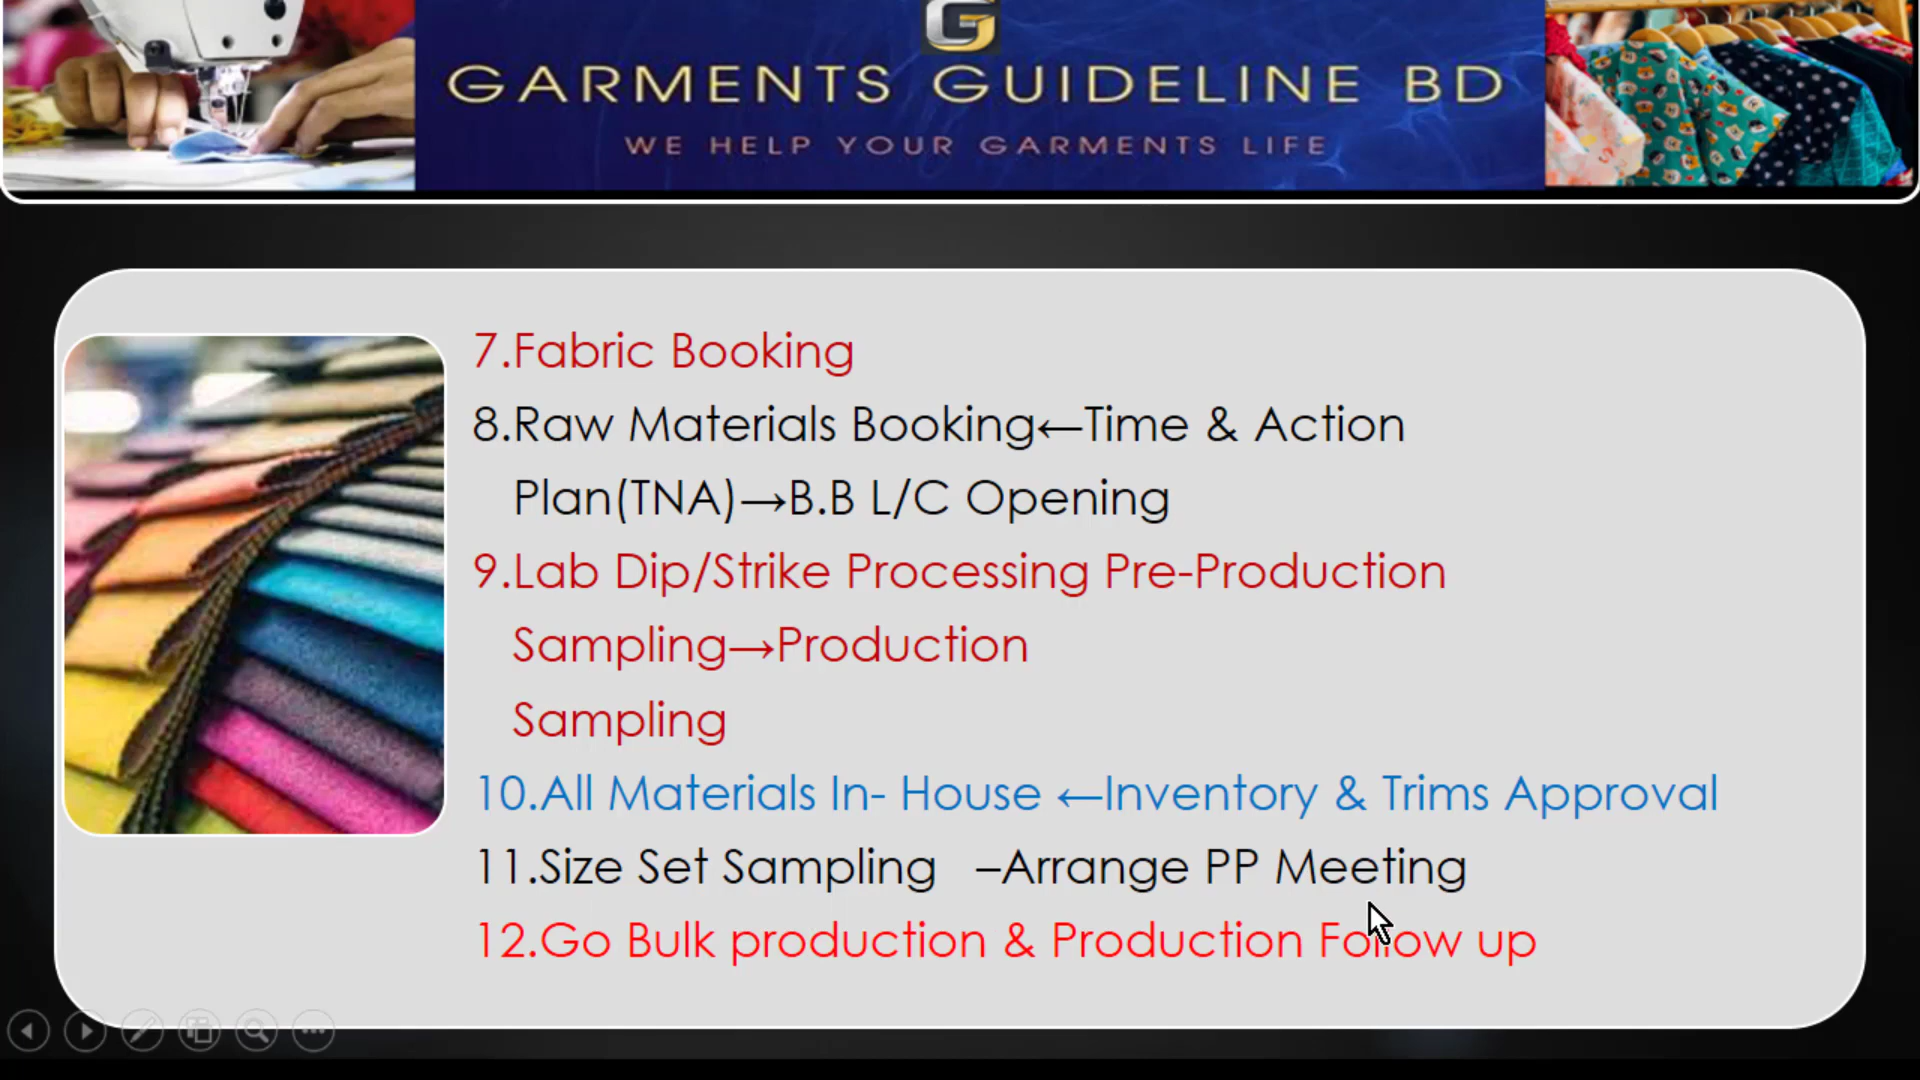 G
GARMENTS GUIDELINE BD
WE HELP YOUR GARMENTS LIFE
7.Fabric Booking
8.Raw Materials Booking←Time & Action
Plan(TNA)→B.B L/C Opening
9.Lab Dip/Strike Processing Pre-Production
Sampling→Production
Sampling
10.All Materials In- House ←Inventory & Trims Approval
11.Size Set Sampling –Arrange PP Meeting
12.Go Bulk production & Production Follow up